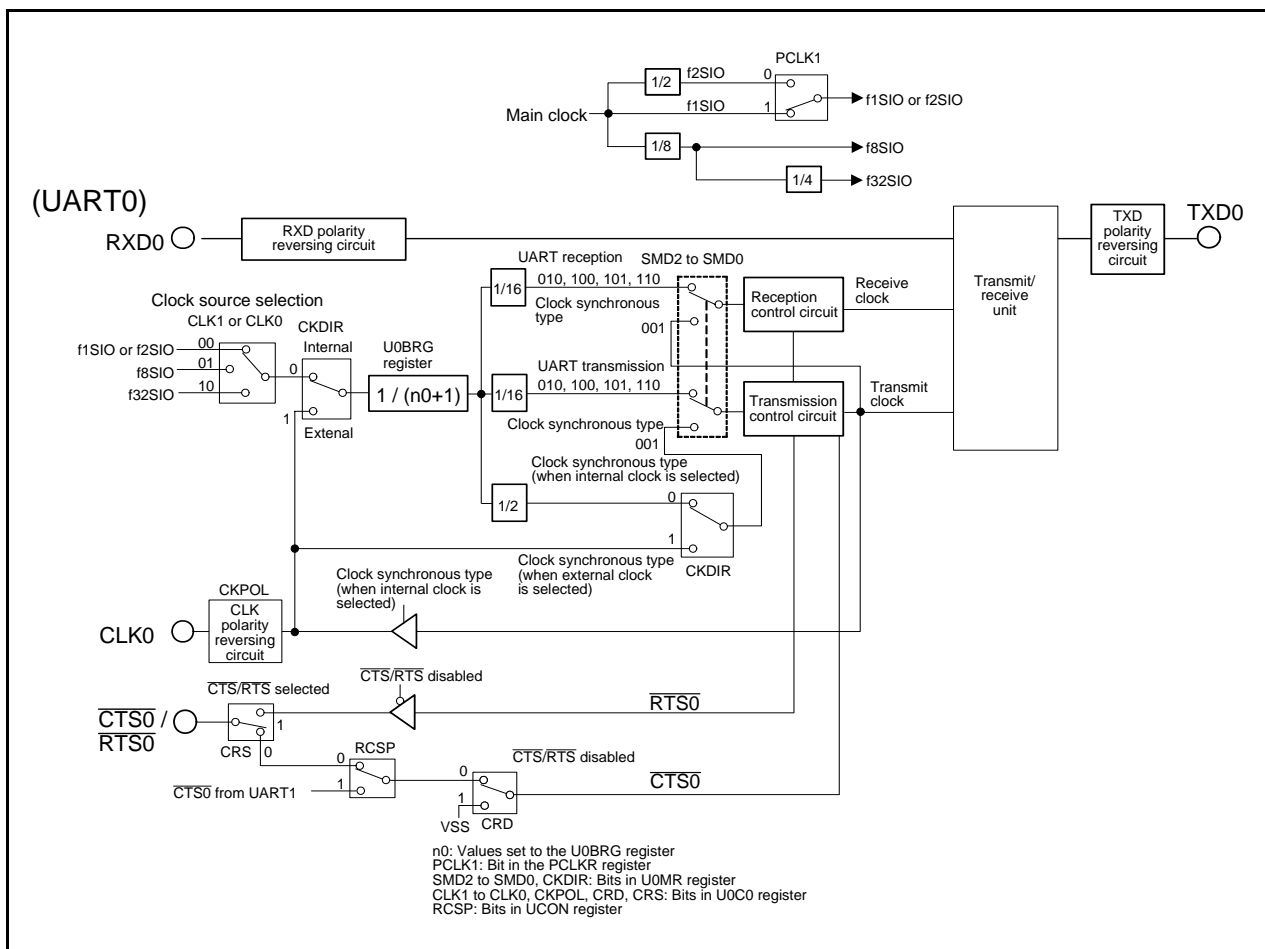 PCLK1
1/2
f2SIO
0
Main clock
f1SIO
1
f1SIO or f2SIO
1/8
f8SIO
1/4
f32SIO
(UART0)
RXD0
RXD polarity
reversing circuit
TXD
polarity
reversing
circuit
TXD0
Transmit/
receive
unit
UART reception
SMD2 to SMD0
1/16
010, 100, 101, 110
Clock synchronous
type
001
Reception
control circuit
Receive
clock
Clock source selection
CLK1 or CLK0
f1SIO or f2SIO
00
f8SIO
01
f32SIO
10
CKDIR
Internal
0
1
Extenal
U0BRG
register
1 / (n0+1)
UART transmission
1/16
010, 100, 101, 110
Clock synchronous type
001
Transmission
control circuit
Transmit
clock
Clock synchronous type
(when internal clock is selected)
1/2
0
1
CKDIR
Clock synchronous type
(when external clock
is selected)
Clock synchronous type
(when internal clock is
selected)
CKPOL
CLK0
CLK
polarity
reversing
circuit
CTS/RTS selected
CTS/RTS disabled
CTS0 /
RTS0
1
CRS
0
RTS0
RCSP
0
1
CTS0 from UART1
CTS/RTS disabled
0
1
VSS
CRD
CTS0
n0: Values set to the U0BRG register
PCLK1: Bit in the PCLKR register
SMD2 to SMD0, CKDIR: Bits in U0MR register
CLK1 to CLK0, CKPOL, CRD, CRS: Bits in U0C0 register
RCSP: Bits in UCON register